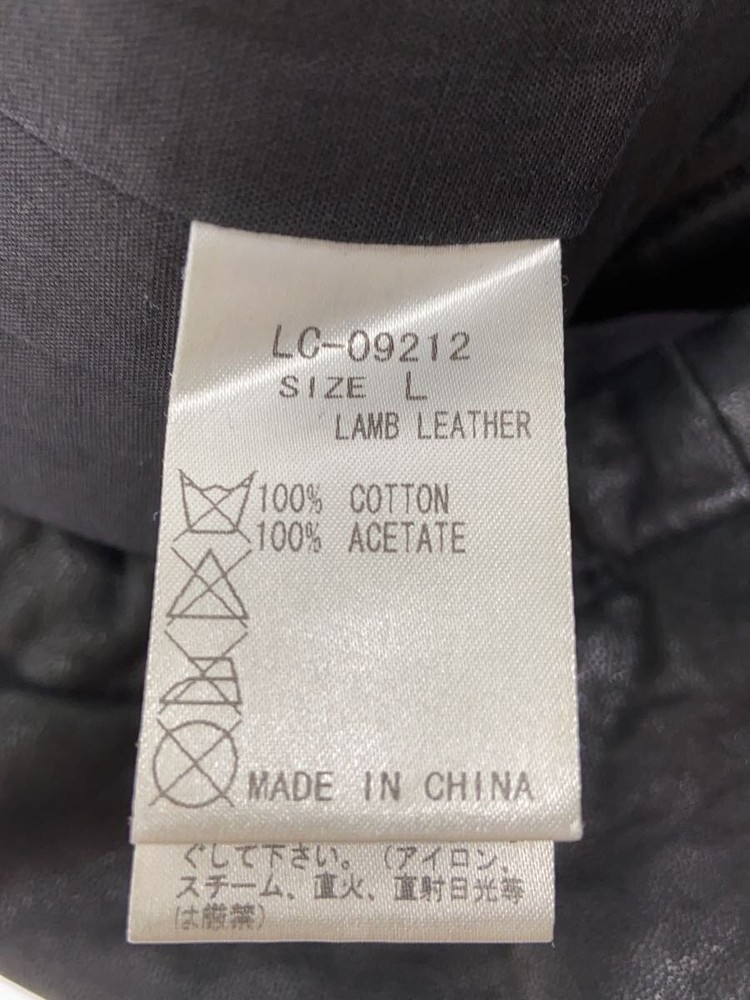 LC-09212
SIZE L
LAMB LEATHER
100% COTTON
100% ACETATE
MADE IN CHINA
ぐして下さい。(アイロン、
スチーム、直火、直射日光等
は厳禁)